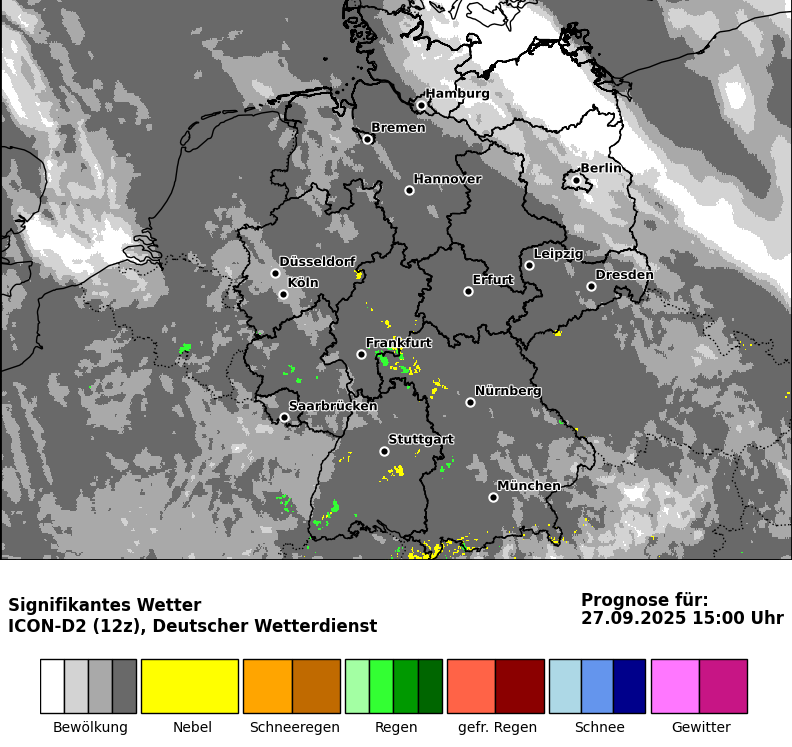 Hamburg
Bremen
Berlin
Hannover
Leipzig
Düsseldorf
Dresden
Köln
Erfurt
Frankfurt
Nürnberg
Saarbrücken
Stuttgart
München
Signifikantes Wetter
ICON-D2 (12z), Deutscher Wetterdienst
Prognose für:
27.09.2025 15:00 Uhr
Bewölkung Nebel Schneeregen Regen gefr. Regen Schnee Gewitter